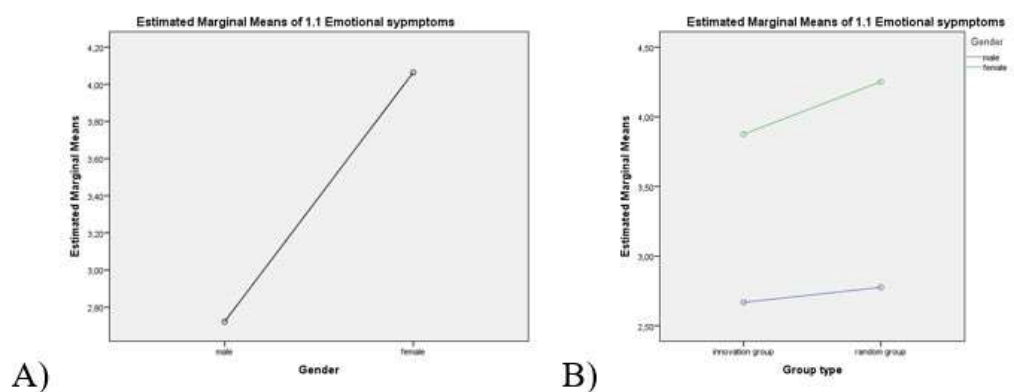 Estimated Marginal Means of 1.1 Emotional sypmptoms
Estimated Marginal Means
4,20
4,00
3,80
3,60
3,40
3,20
3,00
2,80
male
female
Gender
A)
Estimated Marginal Means of 1.1 Emotional sypmptoms
Gender
male
female
Estimated Marginal Means
4,50
4,00
3,50
3,00
2,50
innovation group
random group
Group type
B)